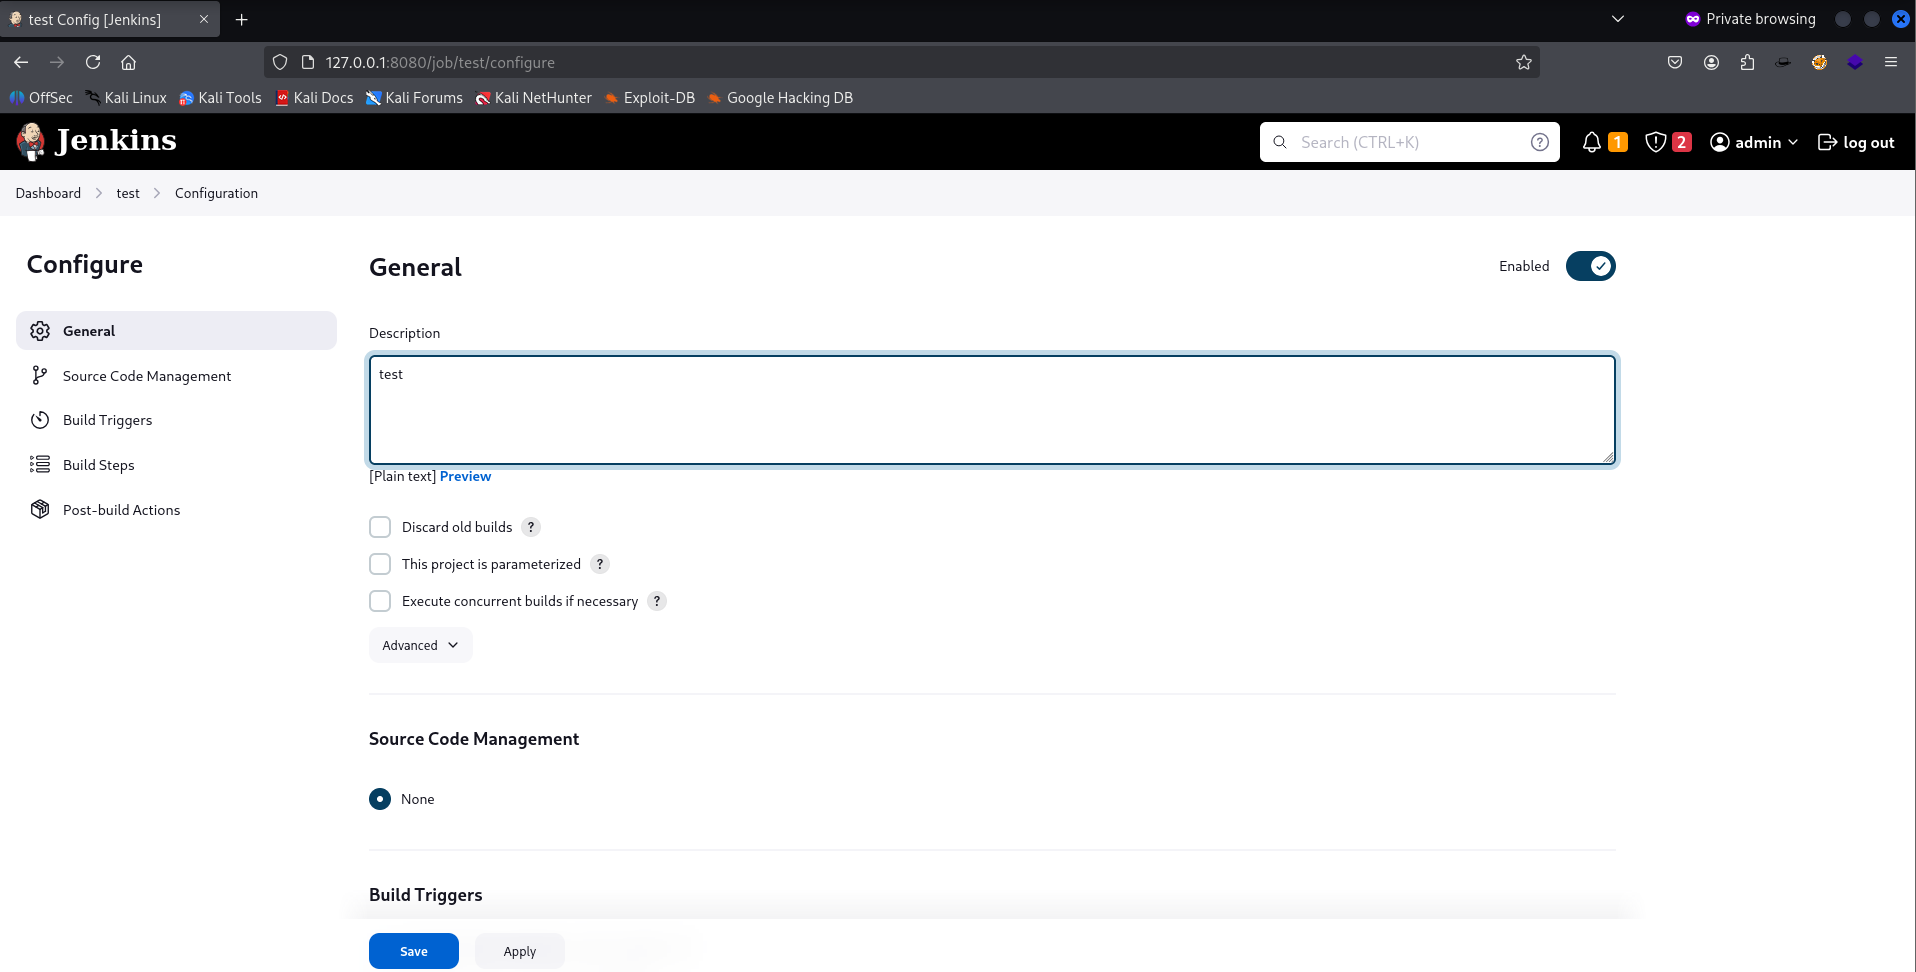 test Config [Jenkins]
Private browsing
127.0.0.1:8080/job/test/configure
OffSec Kali Linux Kali Tools Kali Docs Kali Forums Kali NetHunter Exploit-DB Google Hacking DB
Jenkins Search (CTRL+K) ? 1 2 admin log out
Dashboard test Configuration
Configure
General
Source Code Management
Build Triggers
Build Steps
Post-build Actions
General
Enabled
Description
test
[Plain text] Preview
Discard old builds ?
This project is parameterized ?
Execute concurrent builds if necessary ?
Advanced
Source Code Management
None
Build Triggers
Save Apply